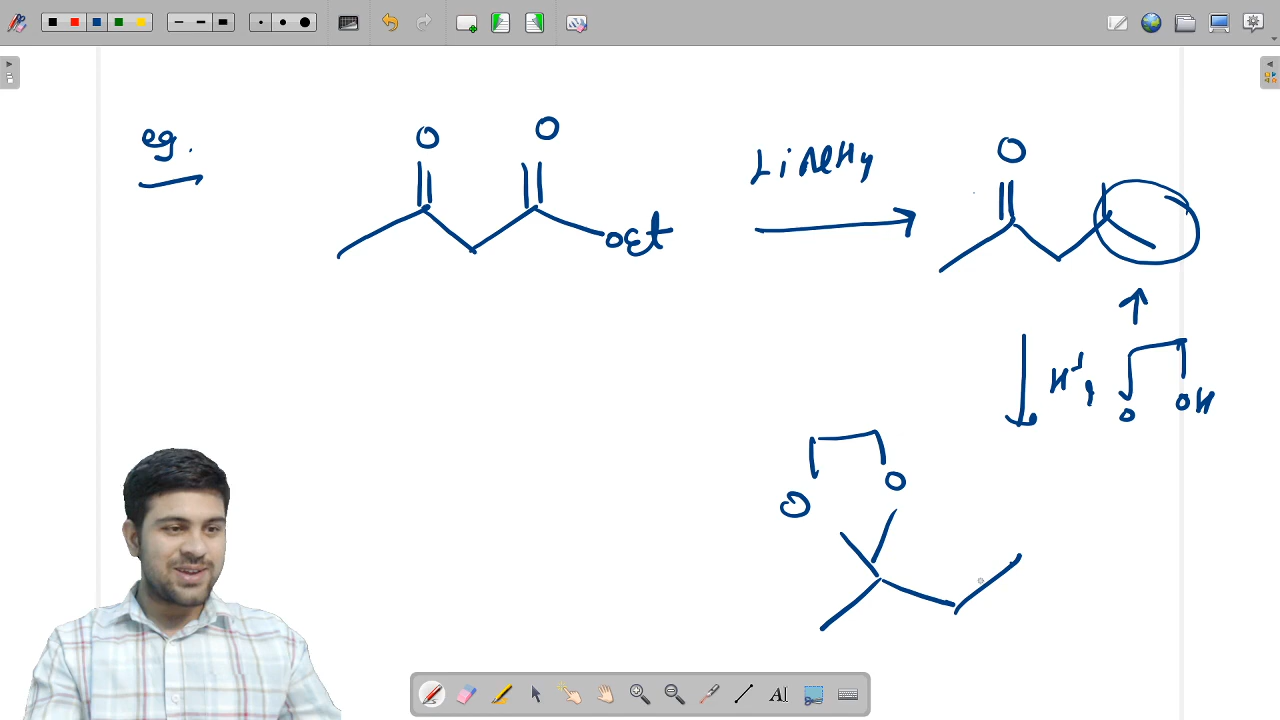 eg.
O O
OEt
LiAlH4
O
H+,
O OH
O O